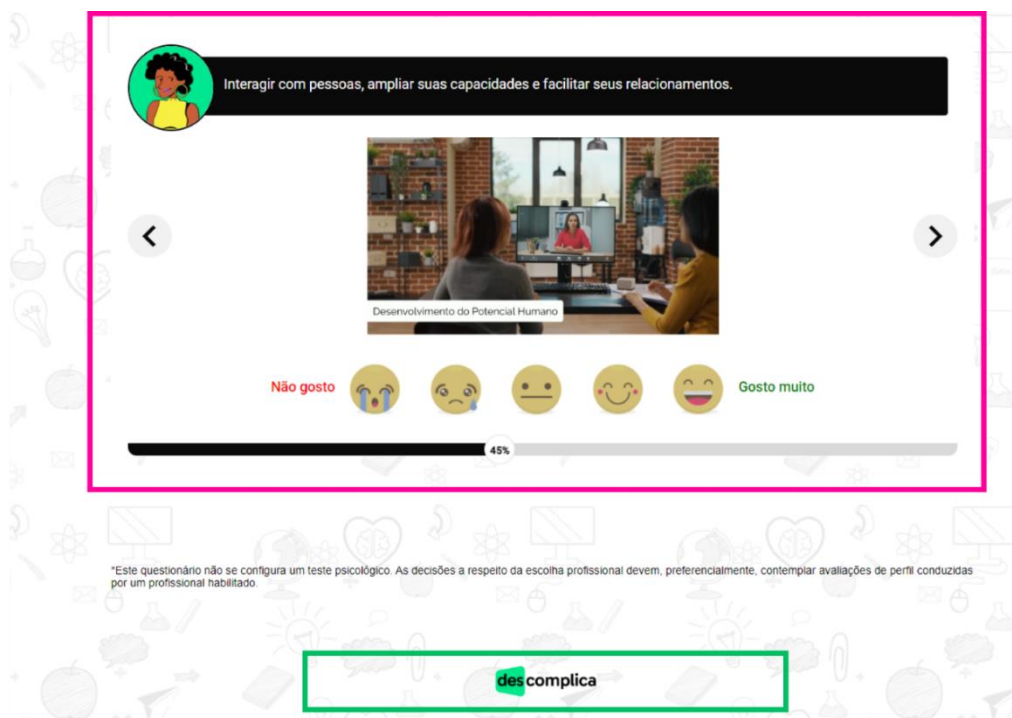 Interagir com pessoas, ampliar suas capacidades e facilitar seus relacionamentos.
Desenvolvimento do Potencial Humano
Não gosto
Gosto muito
45%
*Este questionário não se configura um teste psicológico. As decisões a respeito da escolha profissional devem, preferencialmente, contemplar avaliações de perfil conduzidas
por um profissional habilitado.
descomplica